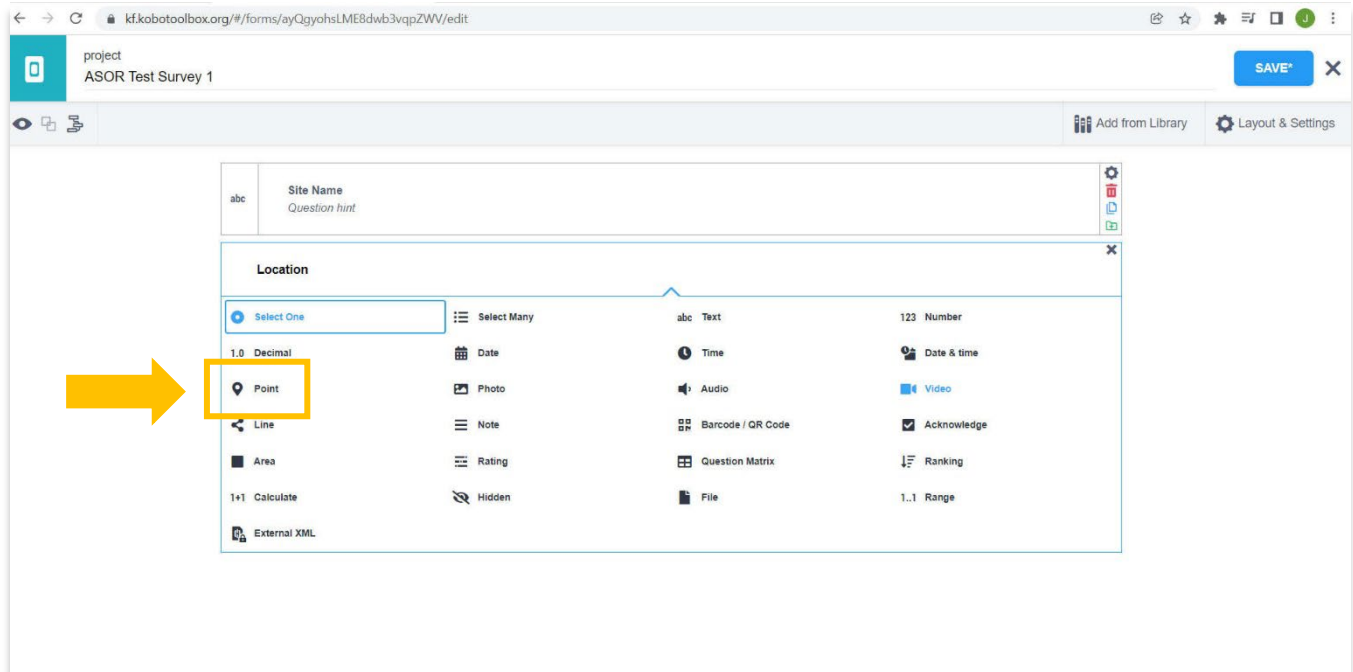 kf.kobotoolbox.org/#/forms/ayQgyohsLME8dwb3vqpZWV/edit
J
project
ASOR Test Survey 1
SAVE*
Add from Library
Layout & Settings
abc
Site Name
Question hint
Location
Select One
Select Many
abc Text
123 Number
1.0 Decimal
Date
Time
Date & time
Point
Photo
Audio
Video
Line
Note
Barcode / QR Code
Acknowledge
Area
Rating
Question Matrix
Ranking
1+1 Calculate
Hidden
File
1..1 Range
External XML